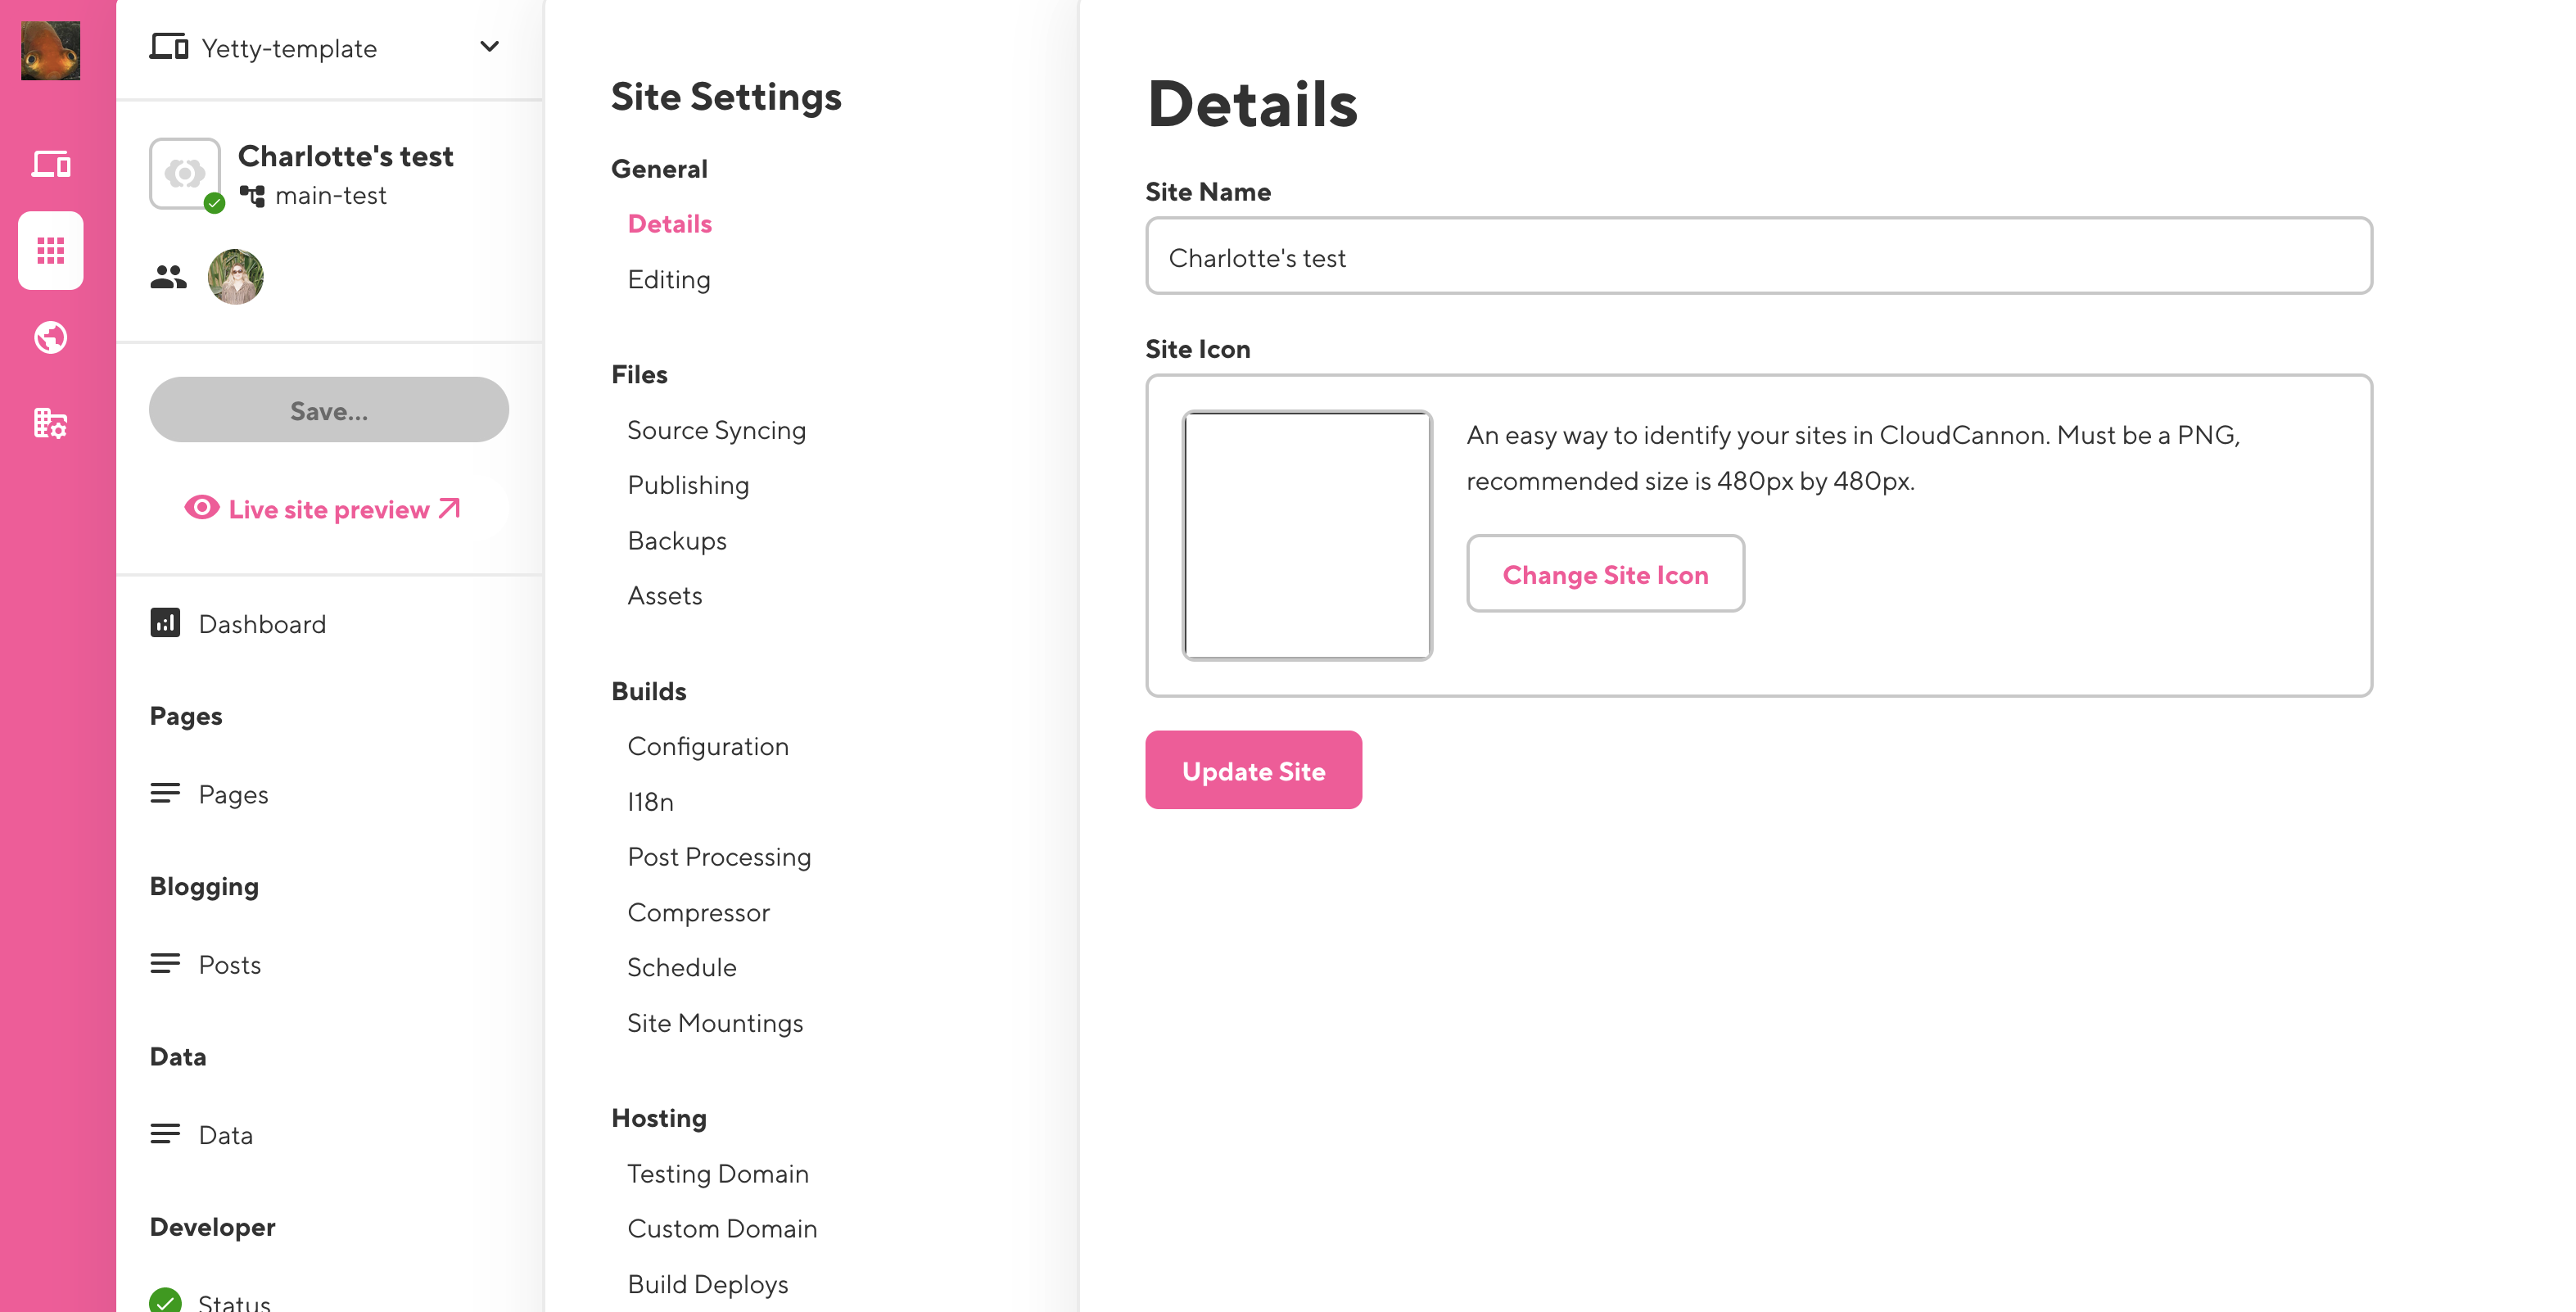 Yetty-template
Charlotte's test
main-test
Save...
Live site preview
Dashboard
Pages
Pages
Blogging
Posts
Data
Data
Developer
Status
Site Settings
General
Details
Editing
Files
Source Syncing
Publishing
Backups
Assets
Builds
Configuration
I18n
Post Processing
Compressor
Schedule
Site Mountings
Hosting
Testing Domain
Custom Domain
Build Deploys
Details
Site Name
Charlotte's test
Site Icon
An easy way to identify your sites in CloudCannon. Must be a PNG,
recommended size is 480px by 480px.
Change Site Icon
Update Site